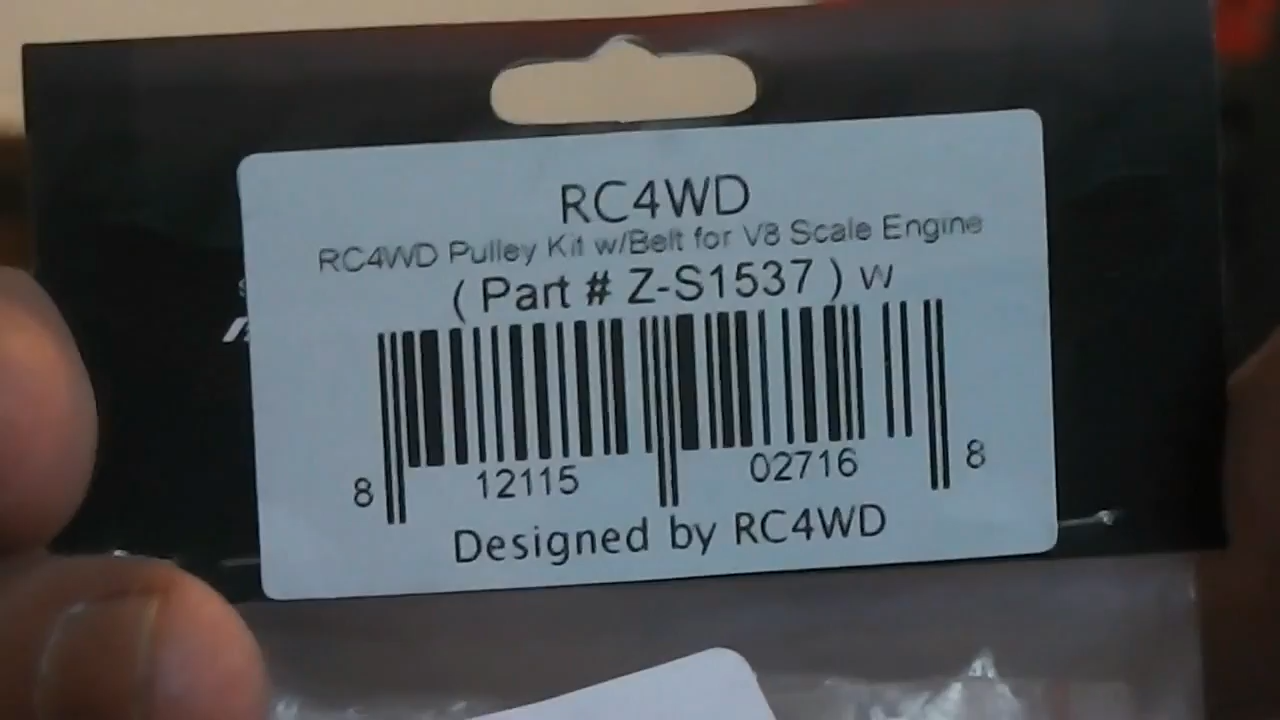 RC4WD
RC4WD Pulley Kit w/Belt for V8 Scale Engine
( Part # Z-S1537 ) W
8 12115 02716 8
Designed by RC4WD